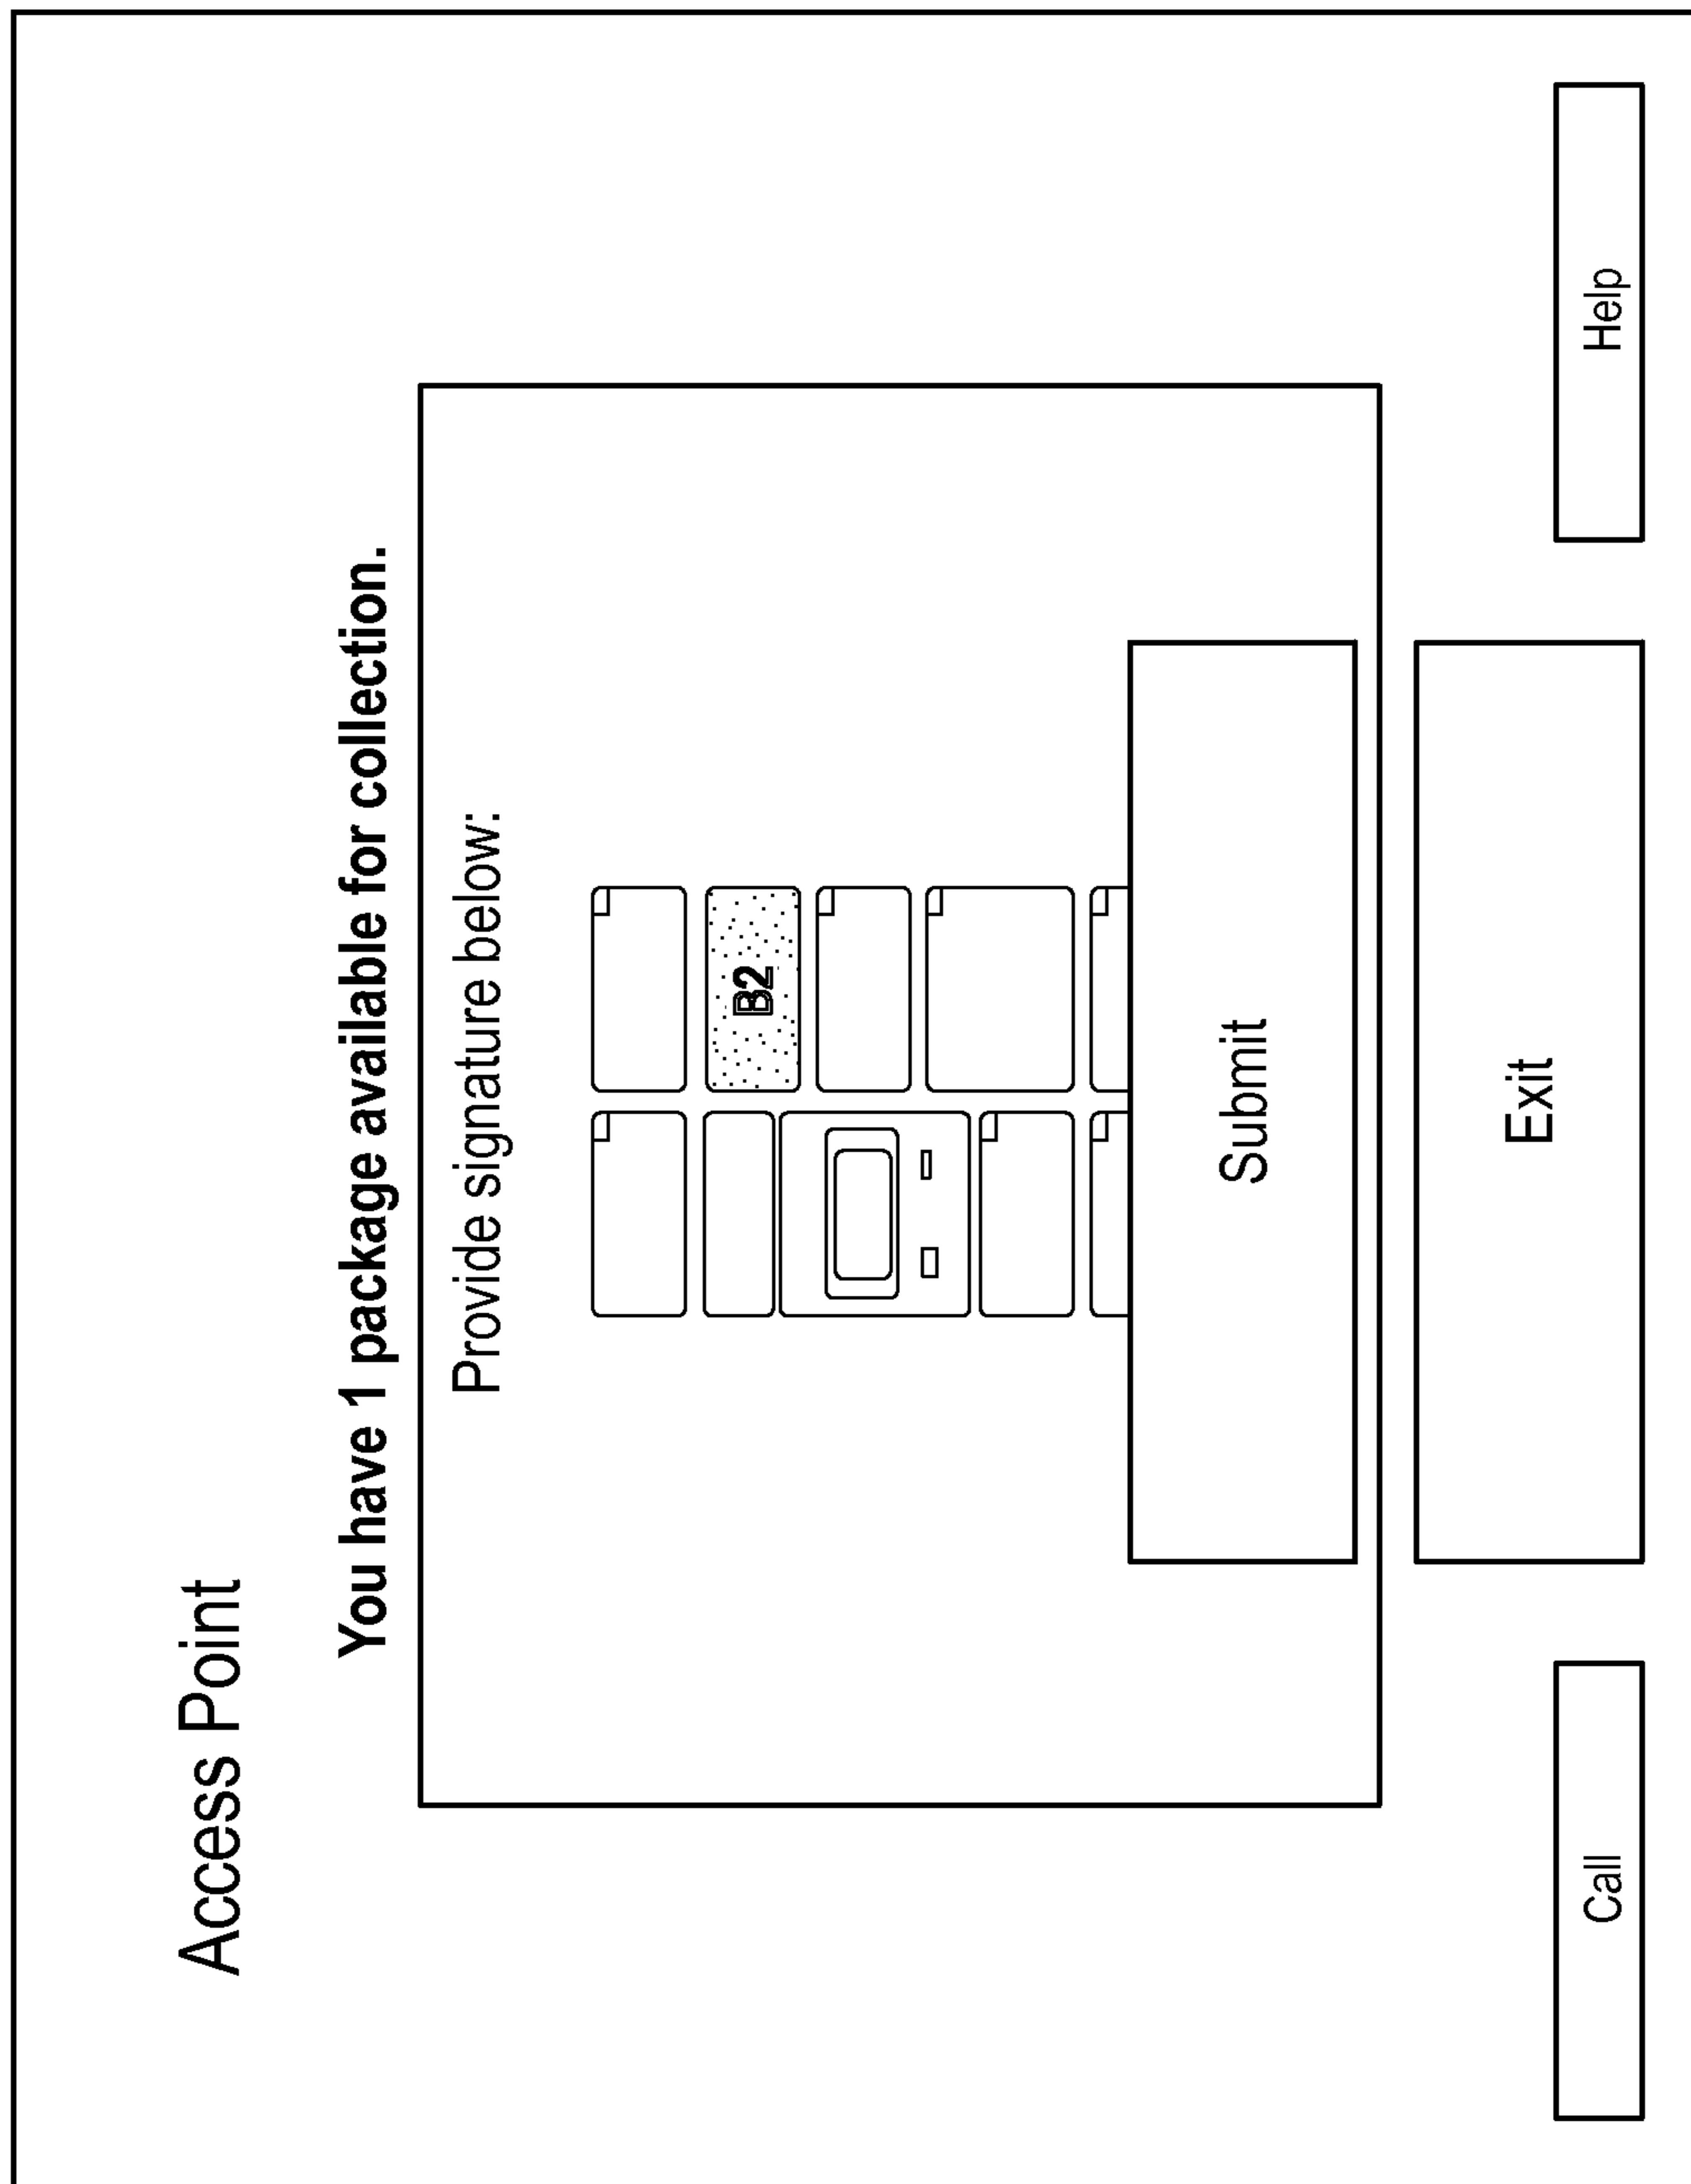 Access Point
You have 1 package available for collection.
Provide signature below:
B2
Submit
Exit
Call
Help